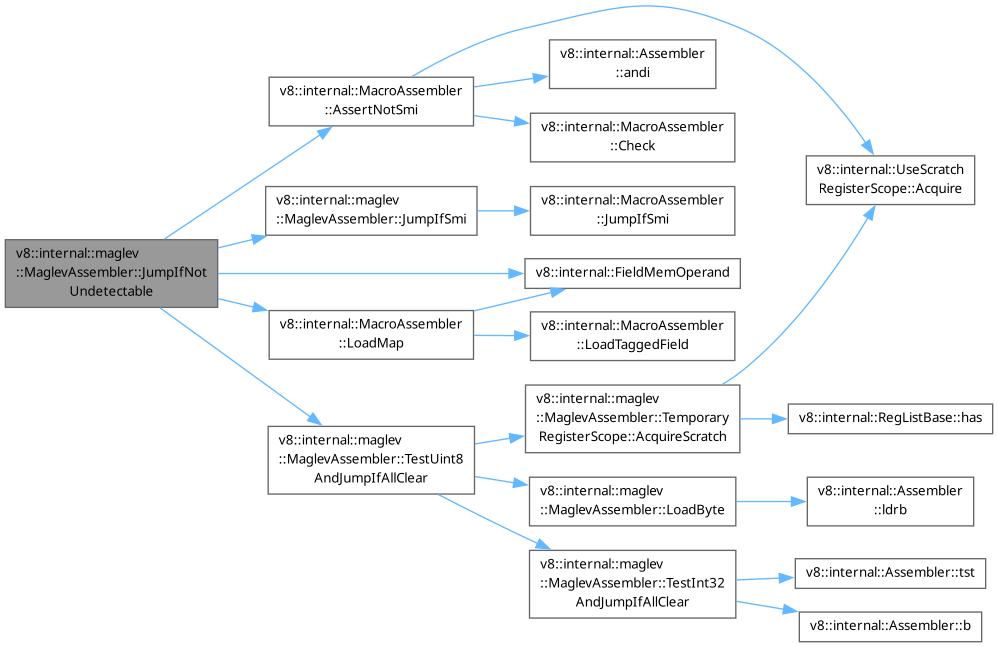 v8::internal::maglev
::MaglevAssembler::JumpIfNot
Undetectable
v8::internal::MacroAssembler
::AssertNotSmi
v8::internal::Assembler
::andi
v8::internal::MacroAssembler
::Check
v8::internal::UseScratch
RegisterScope::Acquire
v8::internal::maglev
::MaglevAssembler::JumpIfSmi
v8::internal::MacroAssembler
::JumpIfSmi
v8::internal::FieldMemOperand
v8::internal::MacroAssembler
::LoadMap
v8::internal::MacroAssembler
::LoadTaggedField
v8::internal::maglev
::MaglevAssembler::TestUint8
AndJumpIfAllClear
v8::internal::maglev
::MaglevAssembler::Temporary
RegisterScope::AcquireScratch
v8::internal::RegListBase::has
v8::internal::maglev
::MaglevAssembler::LoadByte
v8::internal::Assembler
::ldrb
v8::internal::maglev
::MaglevAssembler::TestInt32
AndJumpIfAllClear
v8::internal::Assembler::tst
v8::internal::Assembler::b